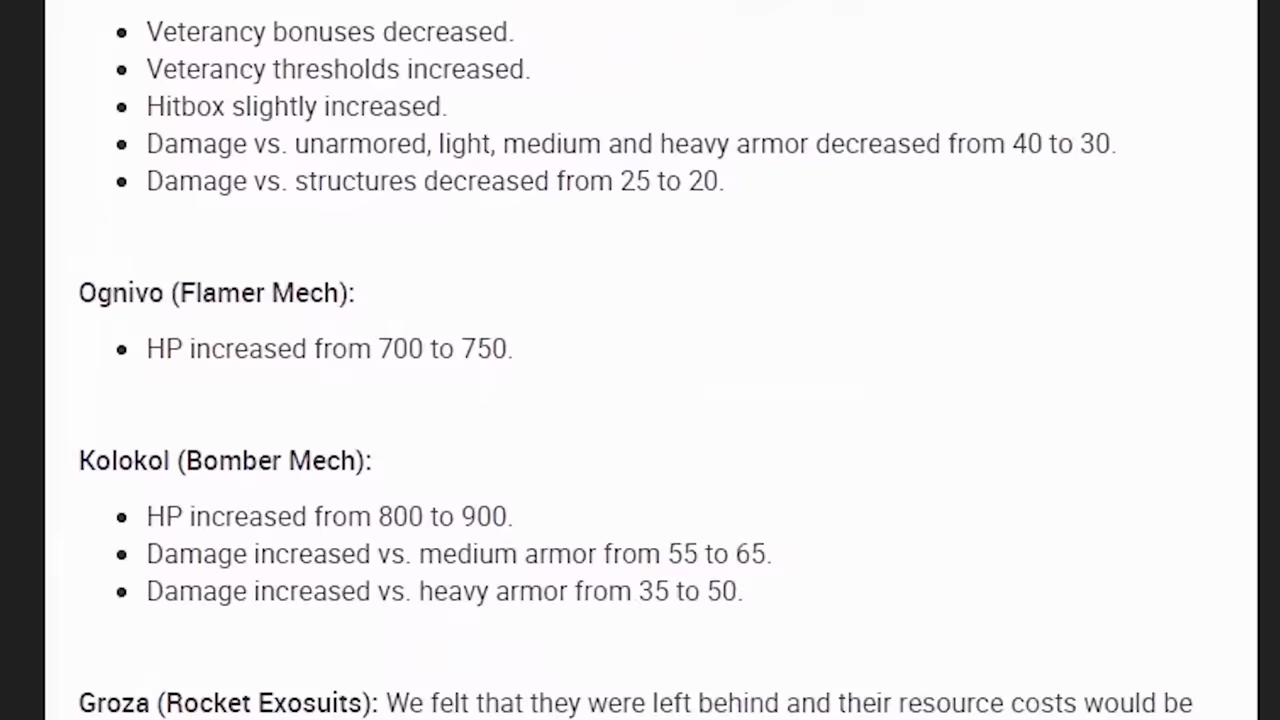 Veterancy bonuses decreased.
Veterancy thresholds increased.
Hitbox slightly increased.
Damage vs. unarmored, light, medium and heavy armor decreased from 40 to 30.
Damage vs. structures decreased from 25 to 20.
Ognivo (Flamer Mech):
HP increased from 700 to 750.
Kolokol (Bomber Mech):
HP increased from 800 to 900.
Damage increased vs. medium armor from 55 to 65.
Damage increased vs. heavy armor from 35 to 50.
Groza (Rocket Exosuits): We felt that they were left behind and their resource costs would be